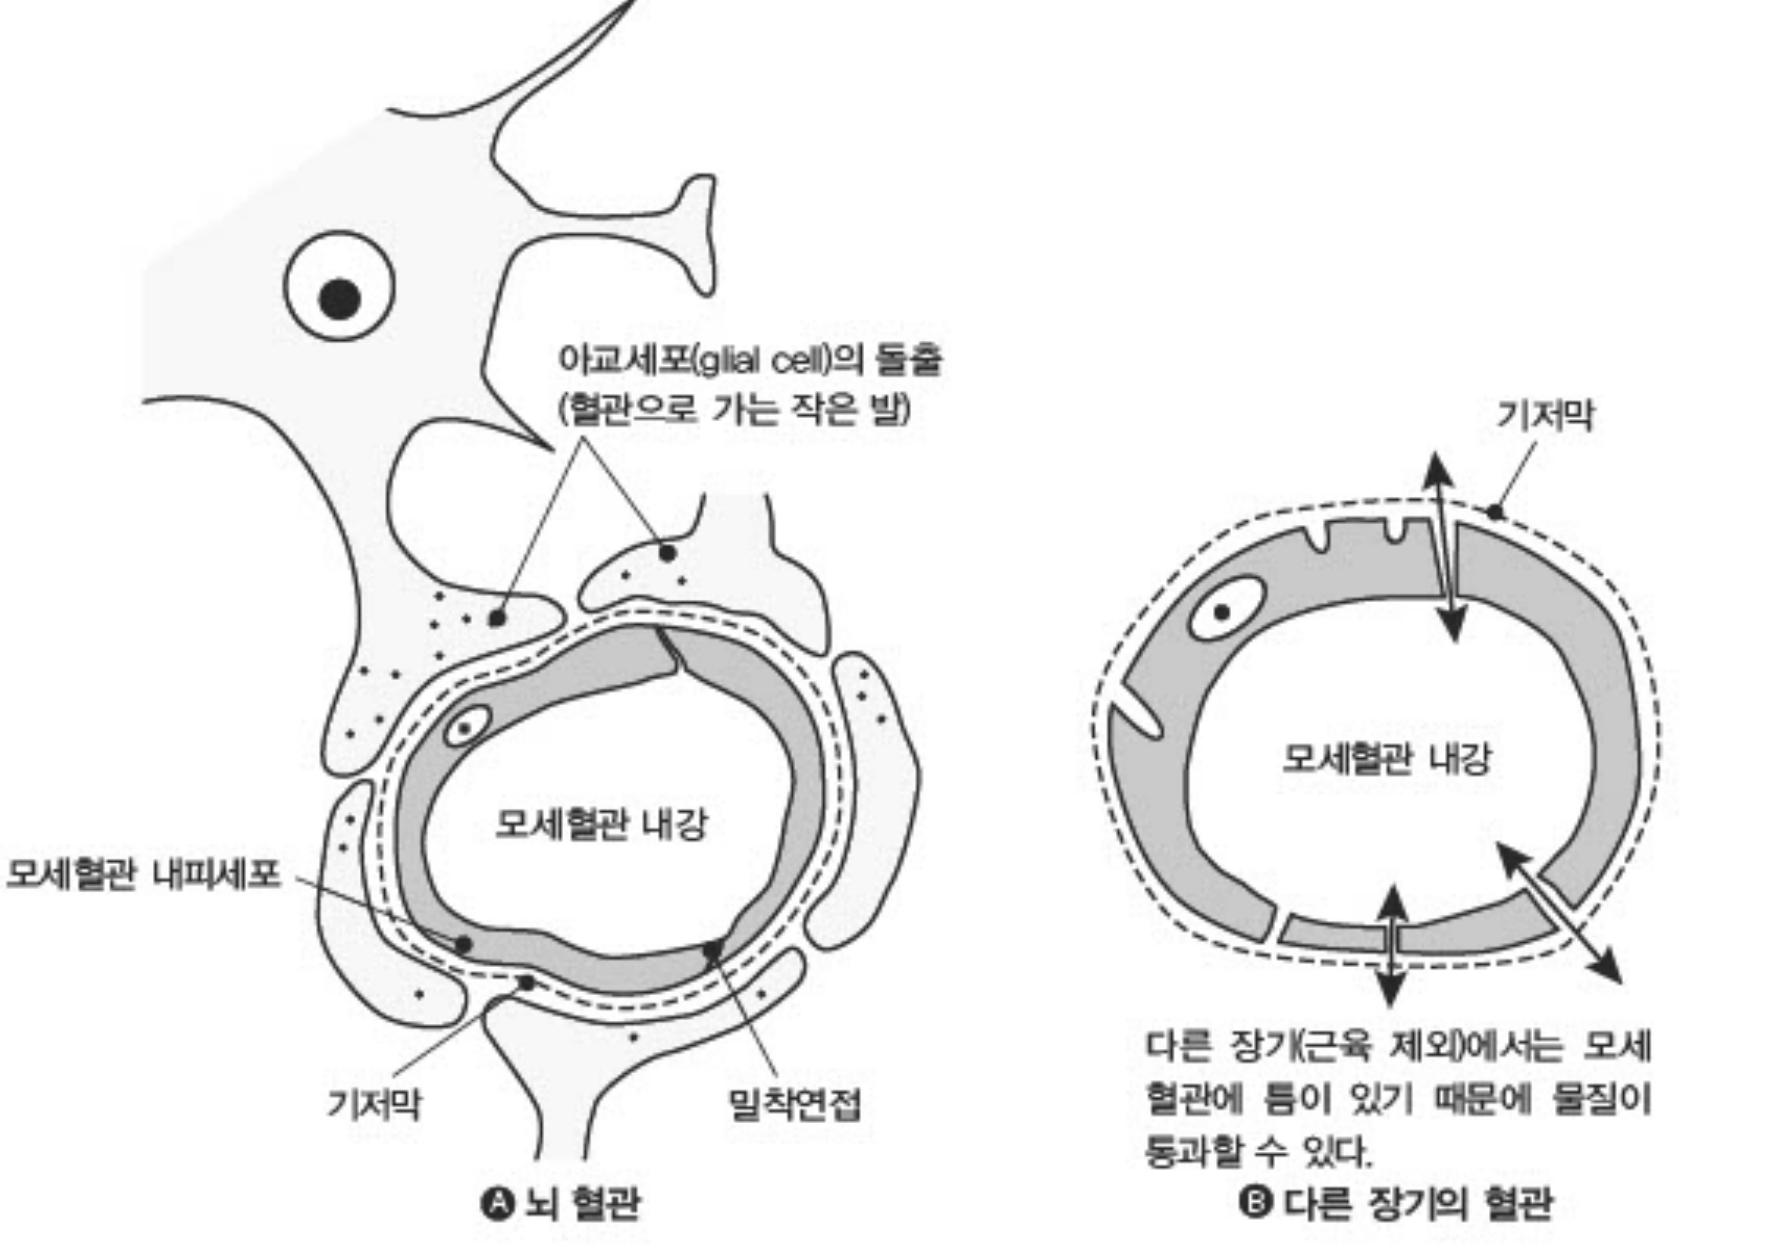 아교세포(glial cell)의 돌출
(혈관으로 가는 작은 발)
모세혈관 내강
모세혈관 내피세포
기저막
밀착연접
Ⓐ 뇌 혈관
기저막
모세혈관 내강
다른 장기(근육 제외)에서는 모세
혈관에 틈이 있기 때문에 물질이
통과할 수 있다.
Ⓑ 다른 장기의 혈관